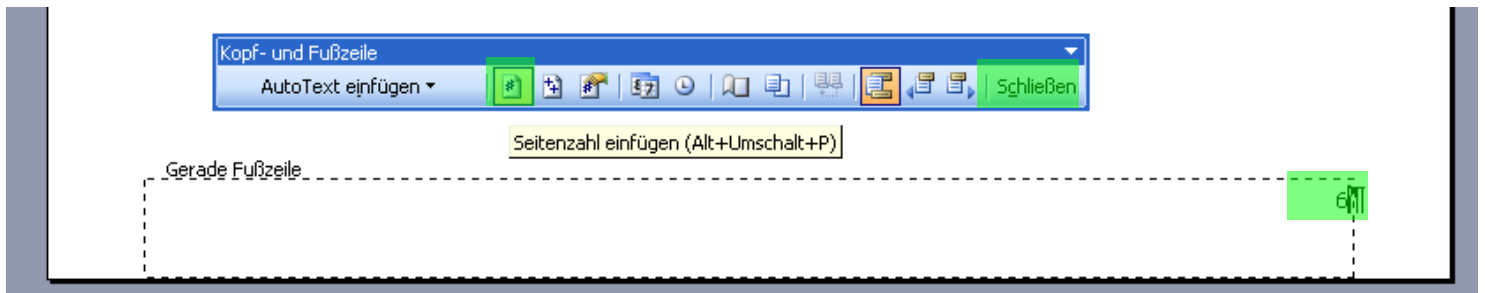 Kopf- und Fußzeile
AutoText einfügen Schließen
Seitenzahl einfügen (Alt+Umschalt+P)
Gerade Fußzeile
6¶